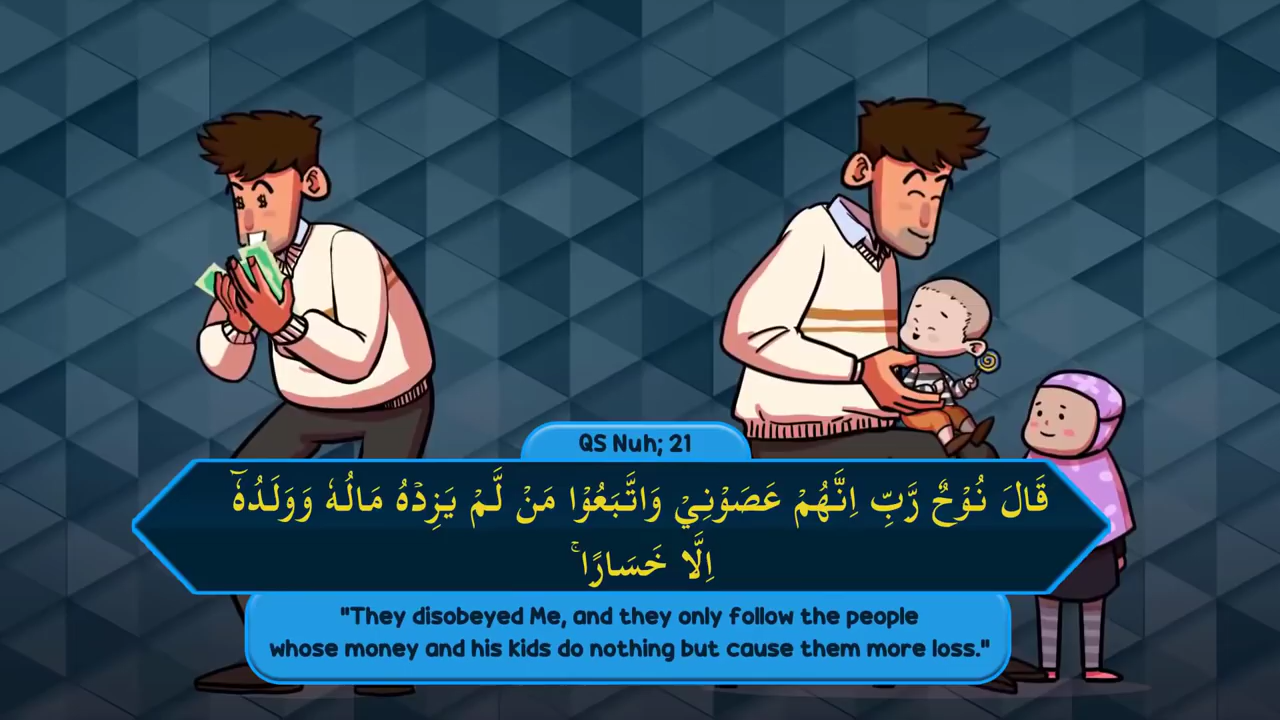 QS Nuh; 21
قَالَ نُوْحٌ رَّبِّ اِنَّهُمْ عَصَوْنِيْ وَاتَّبَعُوْا مَنْ لَّمْ يَزِدْهُ مَالُهٗ وَوَلَدُهٗٓ
اِلَّا خَسَارًا ۚ
"They disobeyed Me, and they only follow the people
whose money and his kids do nothing but cause them more loss."